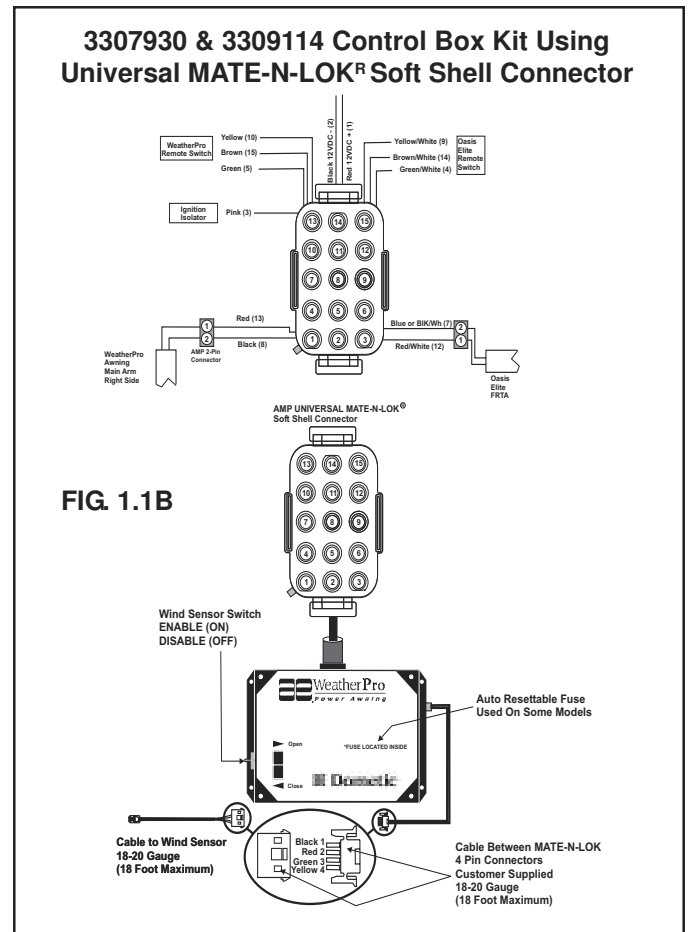 3307930 & 3309114 Control Box Kit Using
Universal MATE-N-LOKᴿ Soft Shell Connector
WeatherPro
Remote Switch
Yellow (10)
Brown (15)
Green (5)
Black 12VDC - (2)
Red 12VDC + (1)
Yellow/White (9)
Brown/White (14)
Green/White (4)
Oasis
Elite
Remote
Switch
Ignition
Isolator
Pink (3)
13 14 15
10 11 12
7 8 9
4 5 6
1 2 3
WeatherPro
Awning
Main Arm
Right Side
1
2
AMP 2-Pin
Connector
Red (13)
Black (8)
Blue or BlK/Wh (7)
Red/White (12)
2
1
Oasis
Elite
FRTA
AMP UNIVERSAL MATE-N-LOK®
Soft Shell Connector
13 14 15
10 11 12
7 8 9
4 5 6
1 2 3
FIG. 1.1B
Wind Sensor Switch
ENABLE (ON)
DISABLE (OFF)
WeatherPro
Power Awning
Open
*FUSE LOCATED INSIDE
Close
Dometic
Auto Resettable Fuse
Used On Some Models
Cable to Wind Sensor
18-20 Gauge
(18 Foot Maximum)
Black 1
Red 2
Green 3
Yellow 4
Cable Between MATE-N-LOK
4 Pin Connectors
Customer Supplied
18-20 Gauge
(18 Foot Maximum)